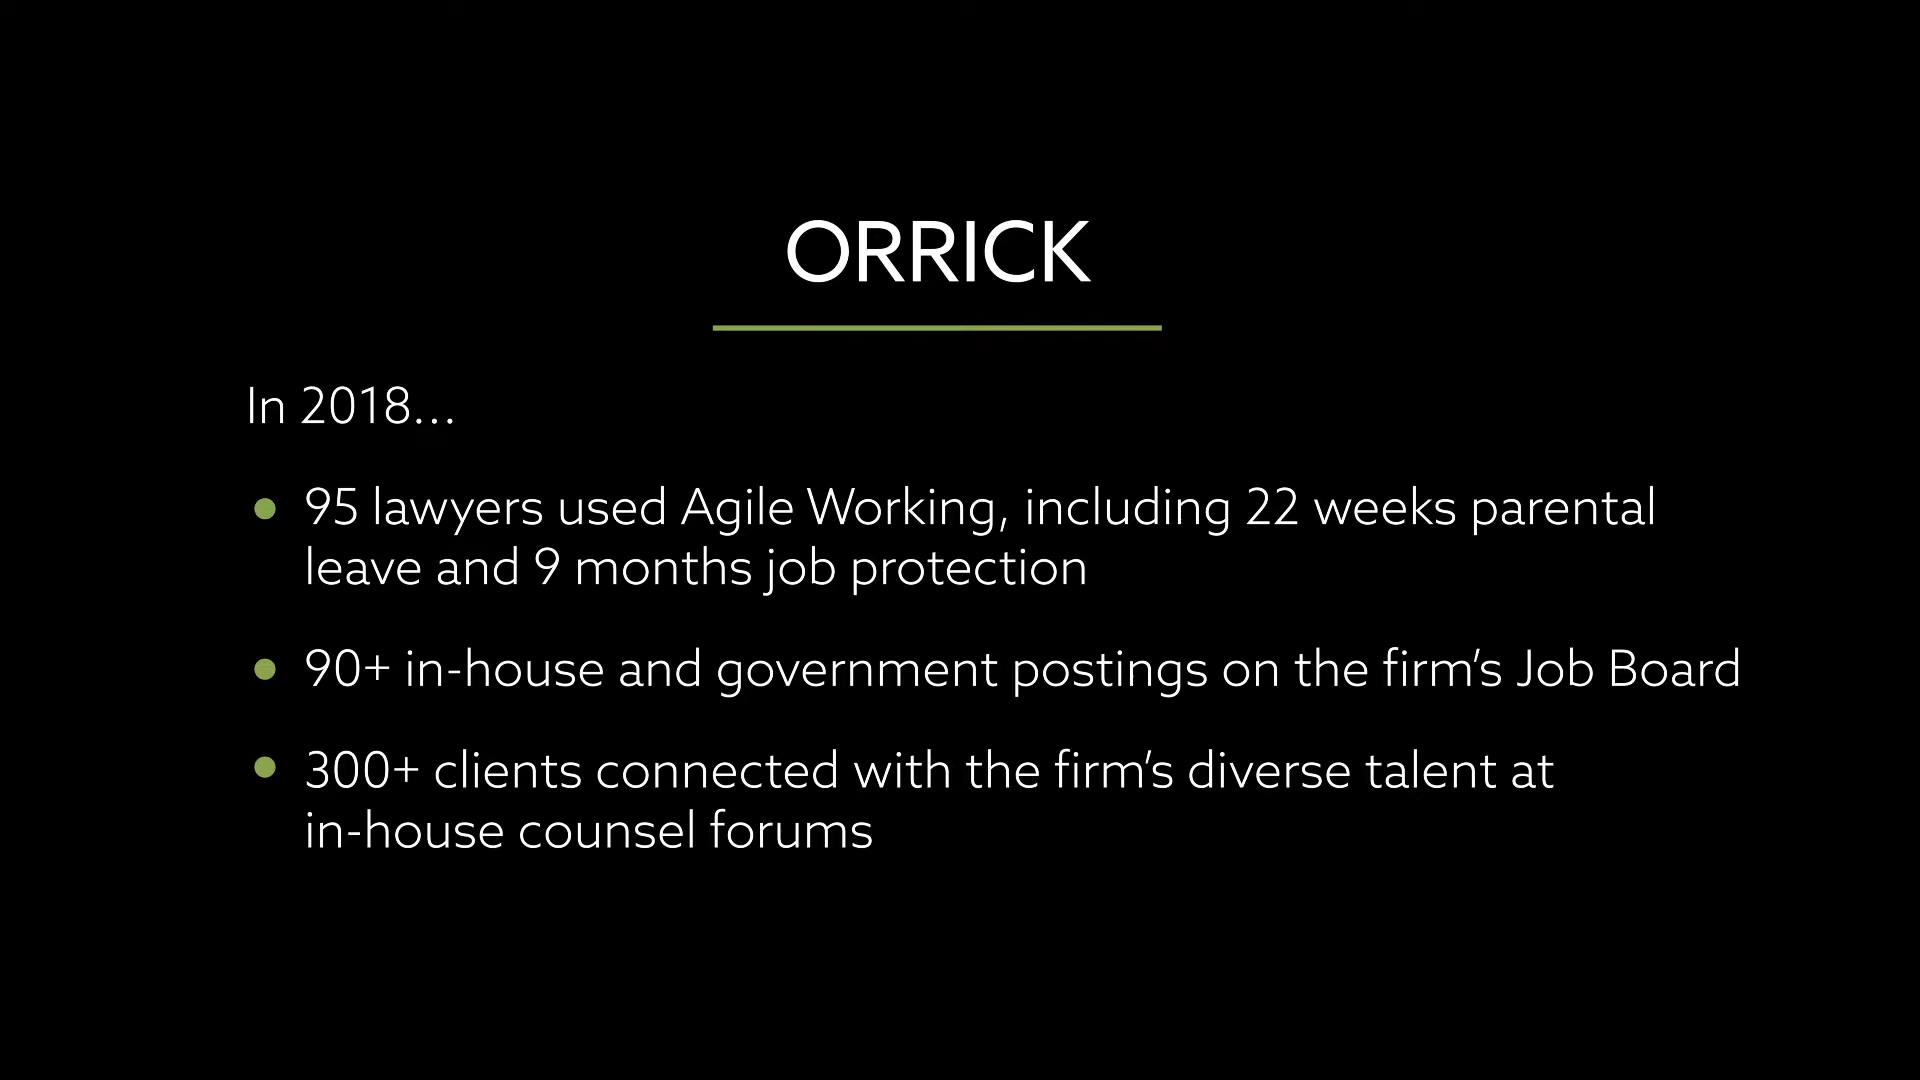 ORRICK
In 2018...
• 95 lawyers used Agile Working, including 22 weeks parental
leave and 9 months job protection
• 90+ in-house and government postings on the firm’s Job Board
• 300+ clients connected with the firm’s diverse talent at
in-house counsel forums